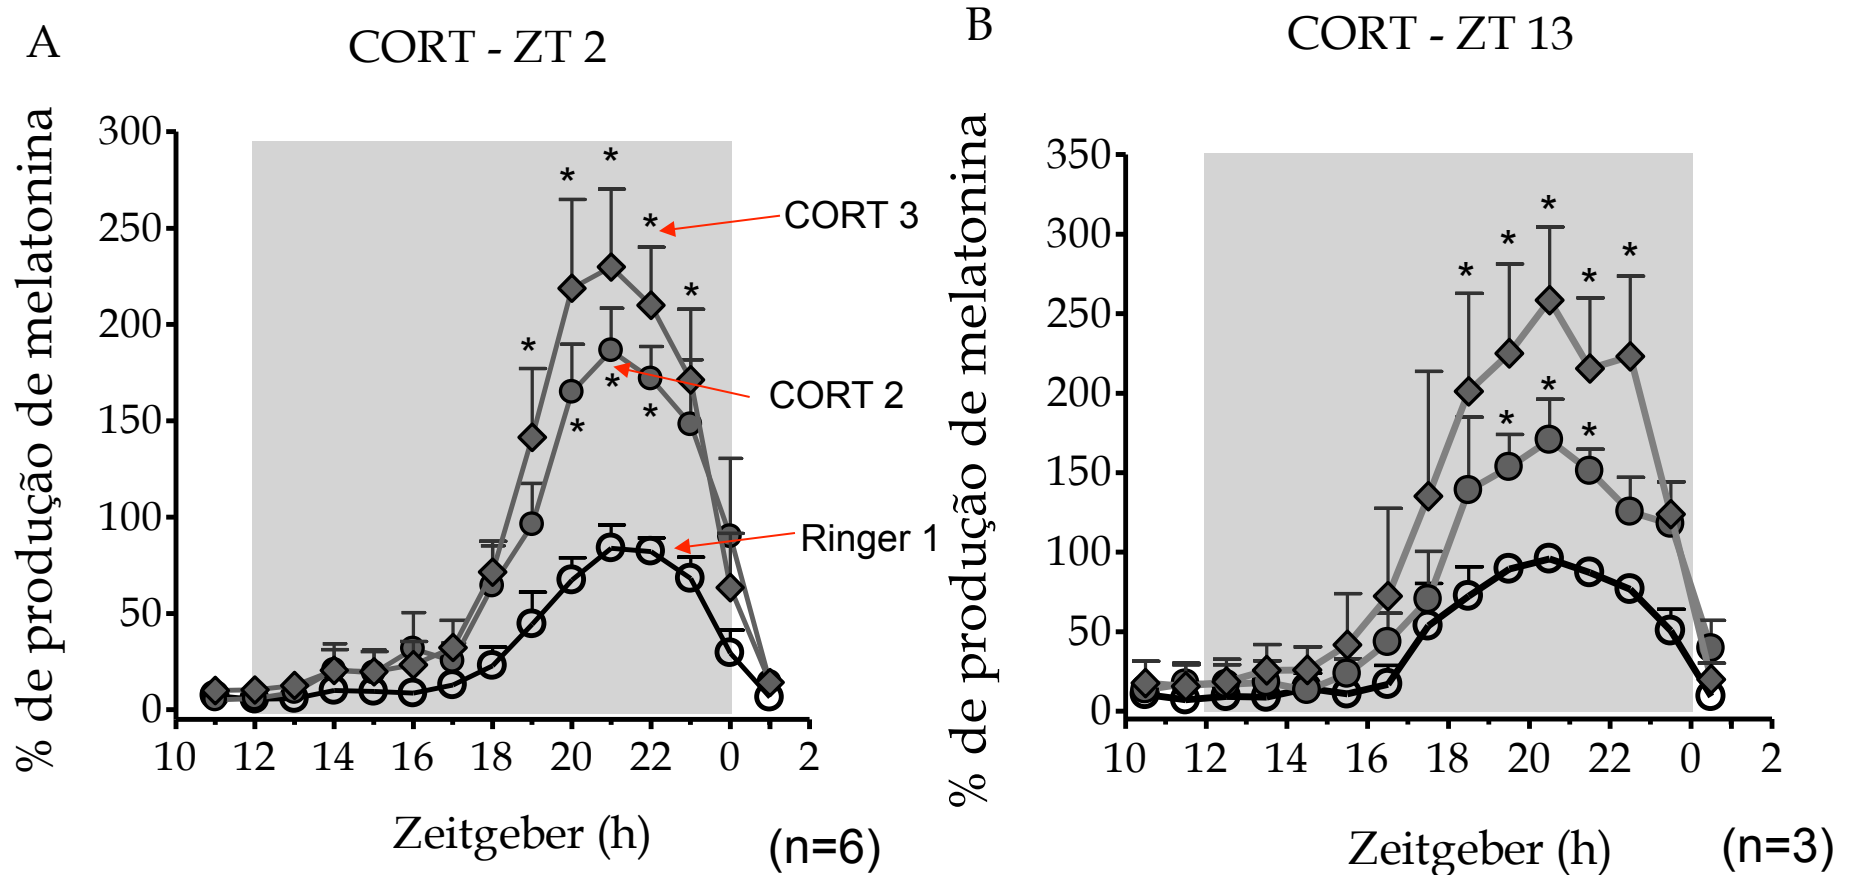 A
CORT - ZT 2
% de produção de melatonina
300
250
200
150
100
50
0
10 12 14 16 18 20 22 0 2
Zeitgeber (h)
(n=6)
* * * * *
* * *
CORT 3
CORT 2
Ringer 1
B
CORT - ZT 13
% de produção de melatonina
350
300
250
200
150
100
50
0
10 12 14 16 18 20 22 0 2
Zeitgeber (h)
(n=3)
* * * * *
* * *